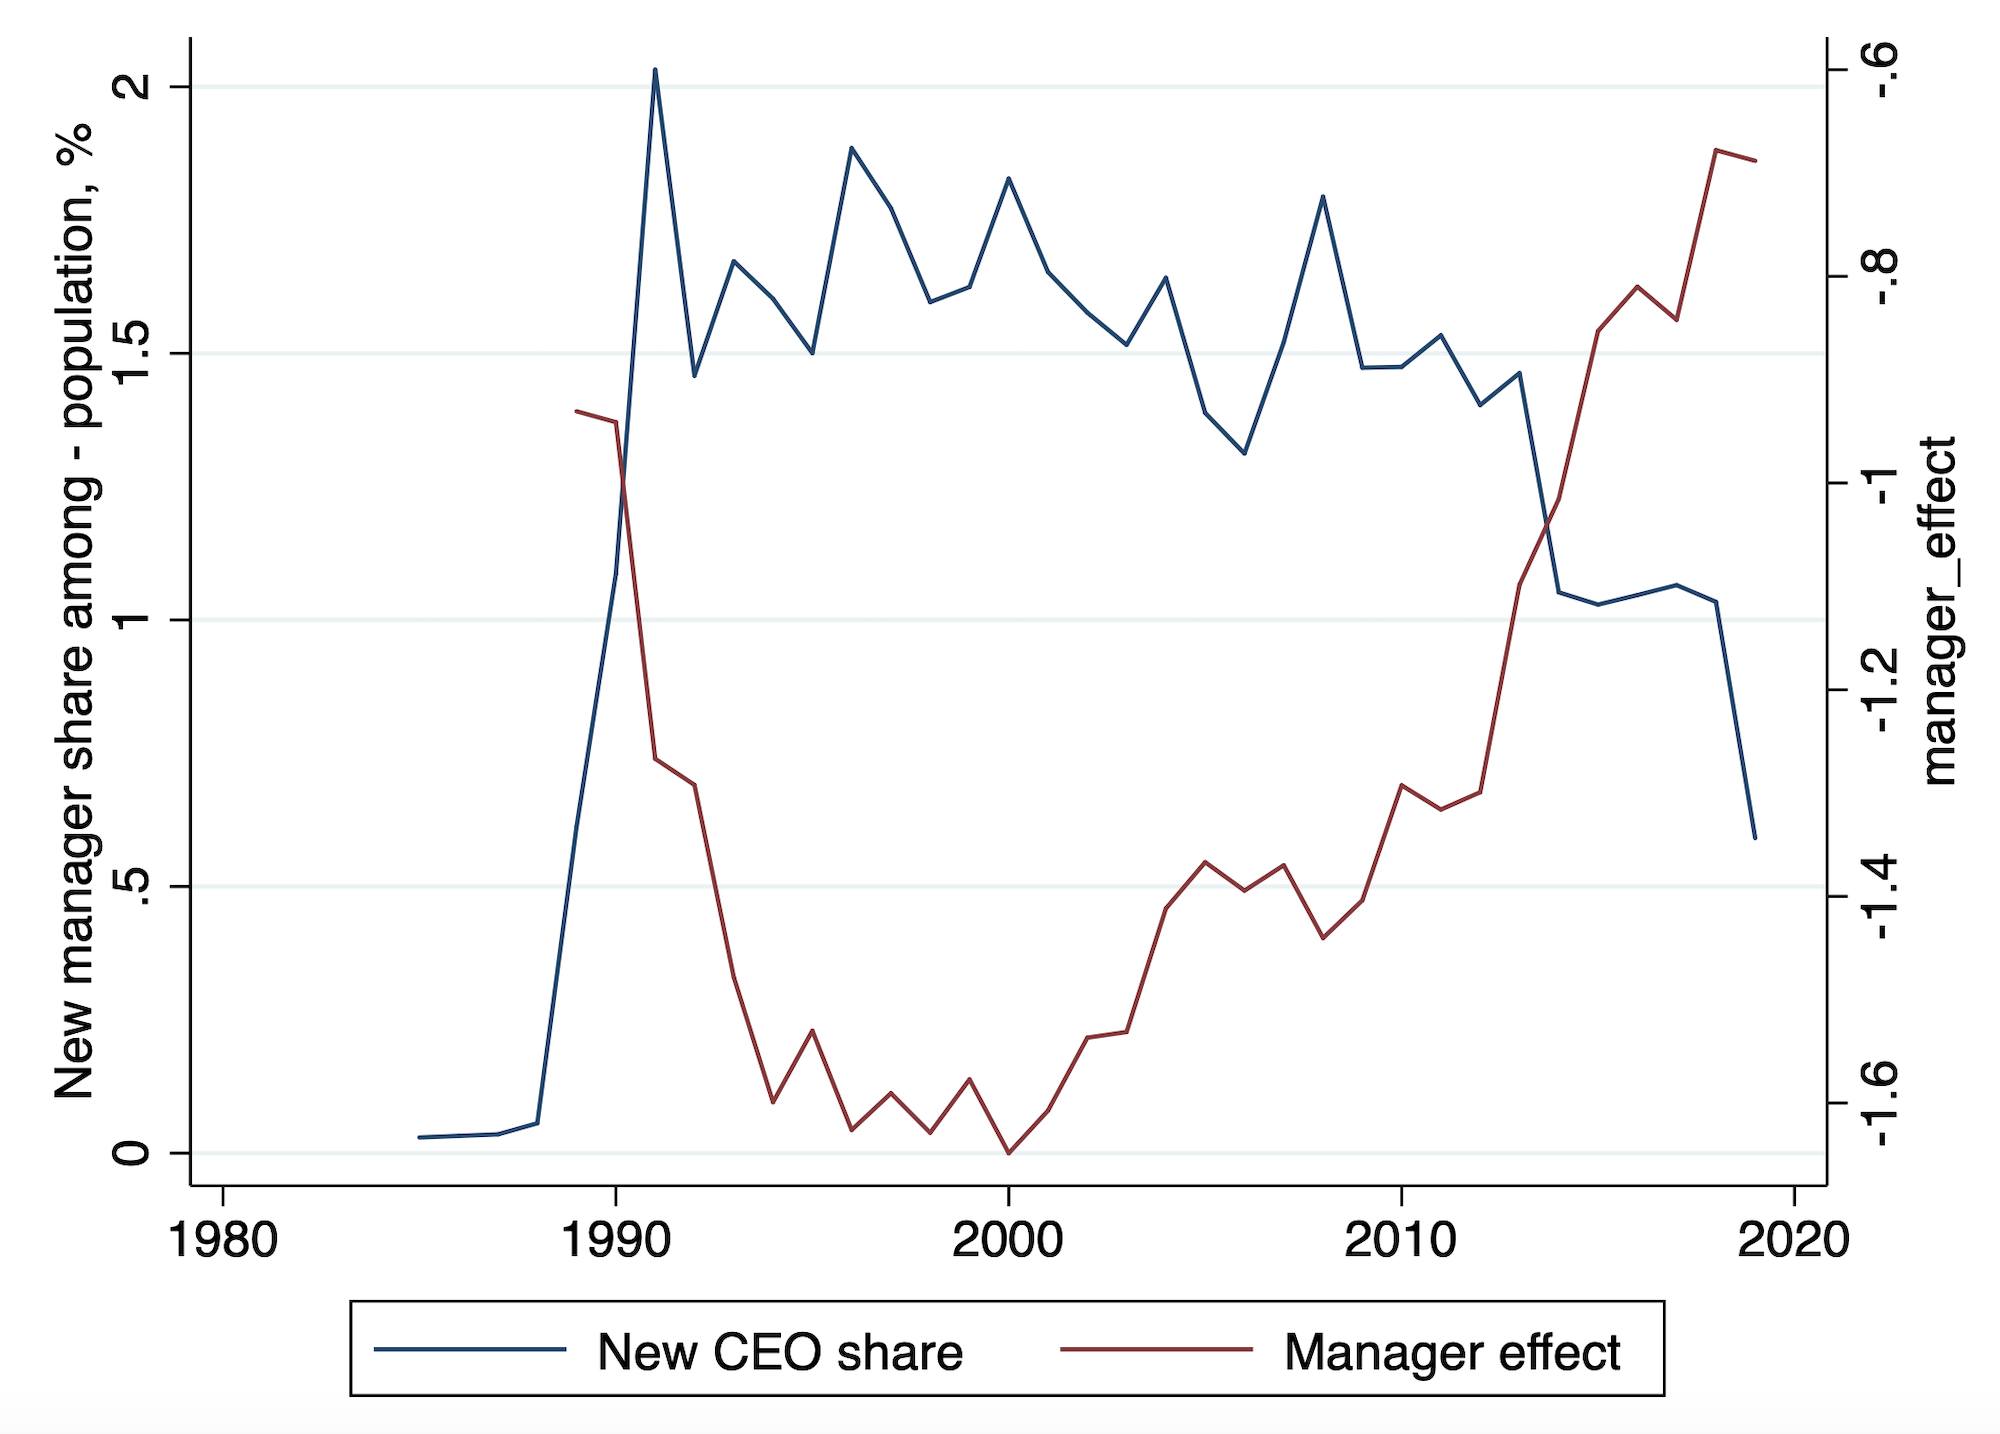 New manager share among - population, %
2
1.5
1
.5
0
-.6
-.8
-1
-1.2
-1.4
-1.6
manager_effect
1980 1990 2000 2010 2020
New CEO share Manager effect